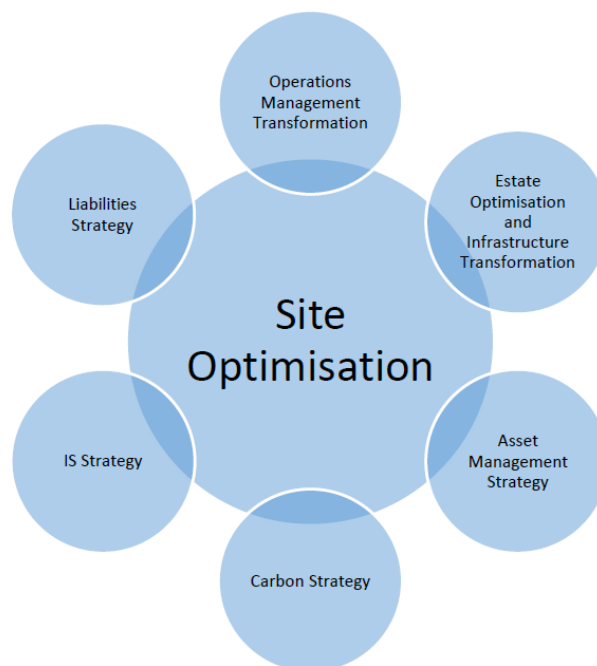 Operations
Management
Transformation
Estate
Optimisation
and
Infrastructure
Transformation
Liabilities
Strategy
Site
Optimisation
IS Strategy
Asset
Management
Strategy
Carbon Strategy